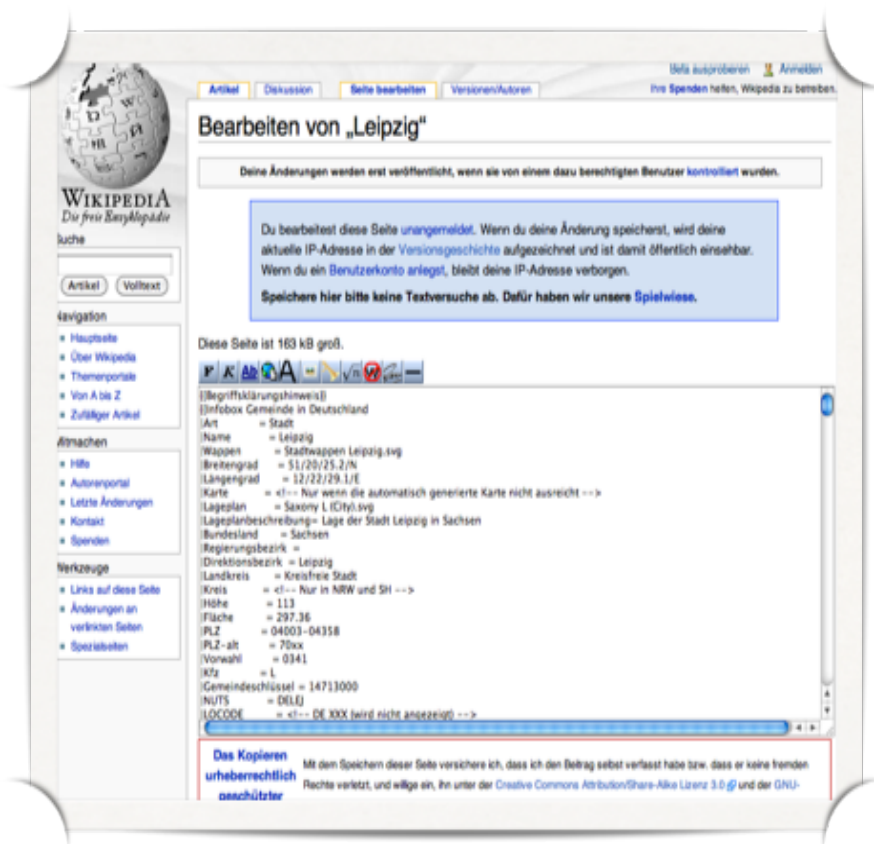 Beta ausprobieren Anmelden
Artikel Diskussion Seite bearbeiten Versionen/Autoren
Ihre Spenden helfen, Wikipedia zu betreiben.
Bearbeiten von „Leipzig“
Deine Änderungen werden erst veröffentlicht, wenn sie von einem dazu berechtigten Benutzer kontrolliert wurden.
WIKIPEDIA
Die freie Enzyklopädie
Du bearbeitest diese Seite unangemeldet. Wenn du deine Änderung speicherst, wird deine
aktuelle IP-Adresse in der Versionsgeschichte aufgezeichnet und ist damit öffentlich einsehbar.
Wenn du ein Benutzerkonto anlegst, bleibt deine IP-Adresse verborgen.
Speichere hier bitte keine Textversuche ab. Dafür haben wir unsere Spielwiese.
Suche
Artikel Volltext
Navigation
Hauptseite
Über Wikipedia
Themenportale
Von A bis Z
Zufälliger Artikel
Mitmachen
Hilfe
Autorenportal
Letzte Änderungen
Kontakt
Spenden
Werkzeuge
Links auf diese Seite
Änderungen an
verlinkten Seiten
Spezialseiten
Diese Seite ist 163 kB groß.
F K Ab A √n W
{{Begriffsklärungshinweis}}
{{Infobox Gemeinde in Deutschland
|Art = Stadt
|Name = Leipzig
|Wappen = Stadtwappen Leipzig.svg
|Breitengrad = 51/20/25.2/N
|Längengrad = 12/22/29.1/E
|Karte = <!-- Nur wenn die automatisch generierte Karte nicht ausreicht -->
|Lageplan = Saxony L (City).svg
|Lageplanbeschreibung= Lage der Stadt Leipzig in Sachsen
|Bundesland = Sachsen
|Regierungsbezirk =
|Direktionsbezirk = Leipzig
|Landkreis = Kreisfreie Stadt
|Kreis = <!-- Nur in NRW und SH -->
|Höhe = 113
|Fläche = 297.36
|PLZ = 04003-04358
|PLZ-alt = 70xx
|Vorwahl = 0341
|Kfz = L
|Gemeindeschlüssel = 14713000
|NUTS = DELEJ
|LOCODE = <!-- DE XXX (wird nicht angezeigt) -->
Das Kopieren
urheberrechtlich
geschützter
Mit dem Speichern dieser Seite versichere ich, dass ich den Beitrag selbst verfasst habe bzw. dass er keine fremden
Rechte verletzt, und willige ein, ihn unter der Creative Commons Attribution/Share-Alike Lizenz 3.0 und der GNU-